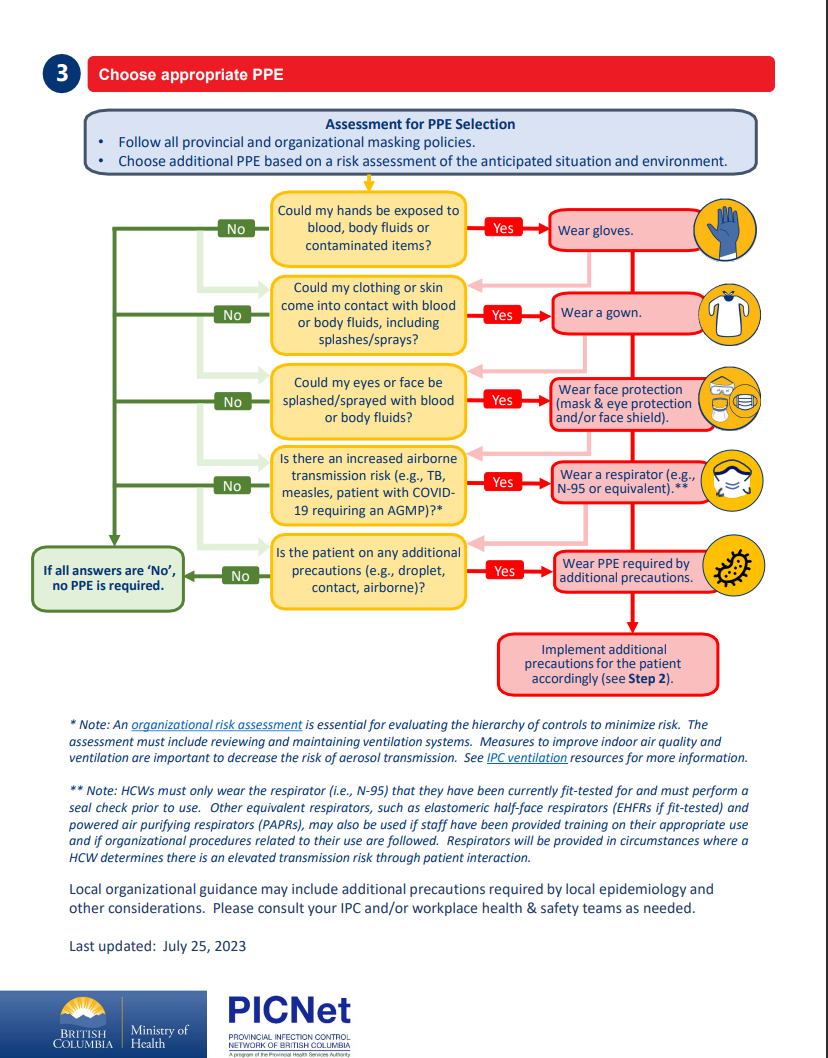 3
Choose appropriate PPE
Assessment for PPE Selection
• Follow all provincial and organizational masking policies.
• Choose additional PPE based on a risk assessment of the anticipated situation and environment.
Could my hands be exposed to
blood, body fluids or
contaminated items?
No
Yes
Wear gloves.
Could my clothing or skin
come into contact with blood
or body fluids, including
splashes/sprays?
No
Yes
Wear a gown.
Could my eyes or face be
splashed/sprayed with blood
or body fluids?
No
Yes
Wear face protection
(mask & eye protection
and/or face shield).
Is there an increased airborne
transmission risk (e.g., TB,
measles, patient with COVID-
19 requiring an AGMP)?*
No
Yes
Wear a respirator (e.g.,
N-95 or equivalent).**
Is the patient on any additional
precautions (e.g., droplet,
contact, airborne)?
No
Yes
Wear PPE required by
additional precautions.
If all answers are ‘No’,
no PPE is required.
Implement additional
precautions for the patient
accordingly (see Step 2).
* Note: An organizational risk assessment is essential for evaluating the hierarchy of controls to minimize risk. The
assessment must include reviewing and maintaining ventilation systems. Measures to improve indoor air quality and
ventilation are important to decrease the risk of aerosol transmission. See IPC ventilation resources for more information.
** Note: HCWs must only wear the respirator (i.e., N-95) that they have been currently fit-tested for and must perform a
seal check prior to use. Other equivalent respirators, such as elastomeric half-face respirators (EHFRs if fit-tested) and
powered air purifying respirators (PAPRs), may also be used if staff have been provided training on their appropriate use
and if organizational procedures related to their use are followed. Respirators will be provided in circumstances where a
HCW determines there is an elevated transmission risk through patient interaction.
Local organizational guidance may include additional precautions required by local epidemiology and
other considerations. Please consult your IPC and/or workplace health & safety teams as needed.
Last updated: July 25, 2023
BRITISH
COLUMBIA
Ministry of
Health
PICNet
PROVINCIAL INFECTION CONTROL
NETWORK OF BRITISH COLUMBIA
A program of the Provincial Health Services Authority